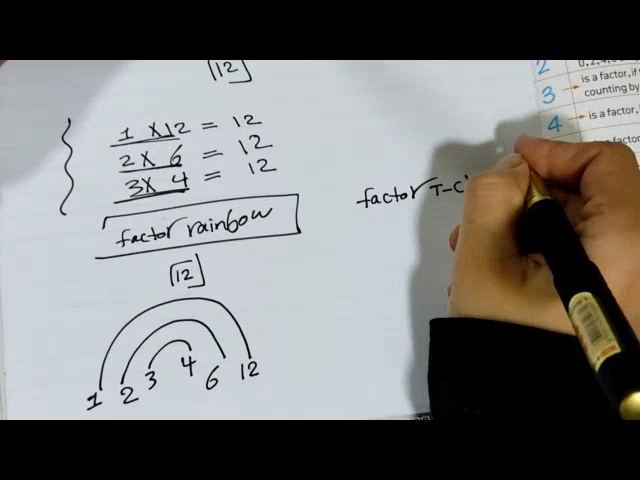 12
1 X 12 = 12
2 X 6 = 12
3 X 4 = 12
factor rainbow
12
1 2 3 4 6 12
factor T-c
2
3 is a factor, if
counting by
4 is a factor,
factor